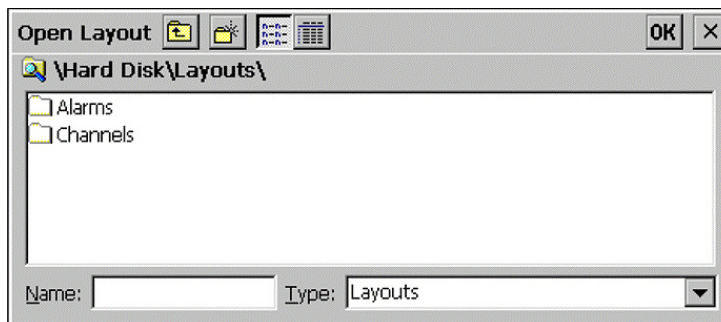 Open Layout OK ×
\Hard Disk\Layouts\
Alarms
Channels
Name: Type: Layouts